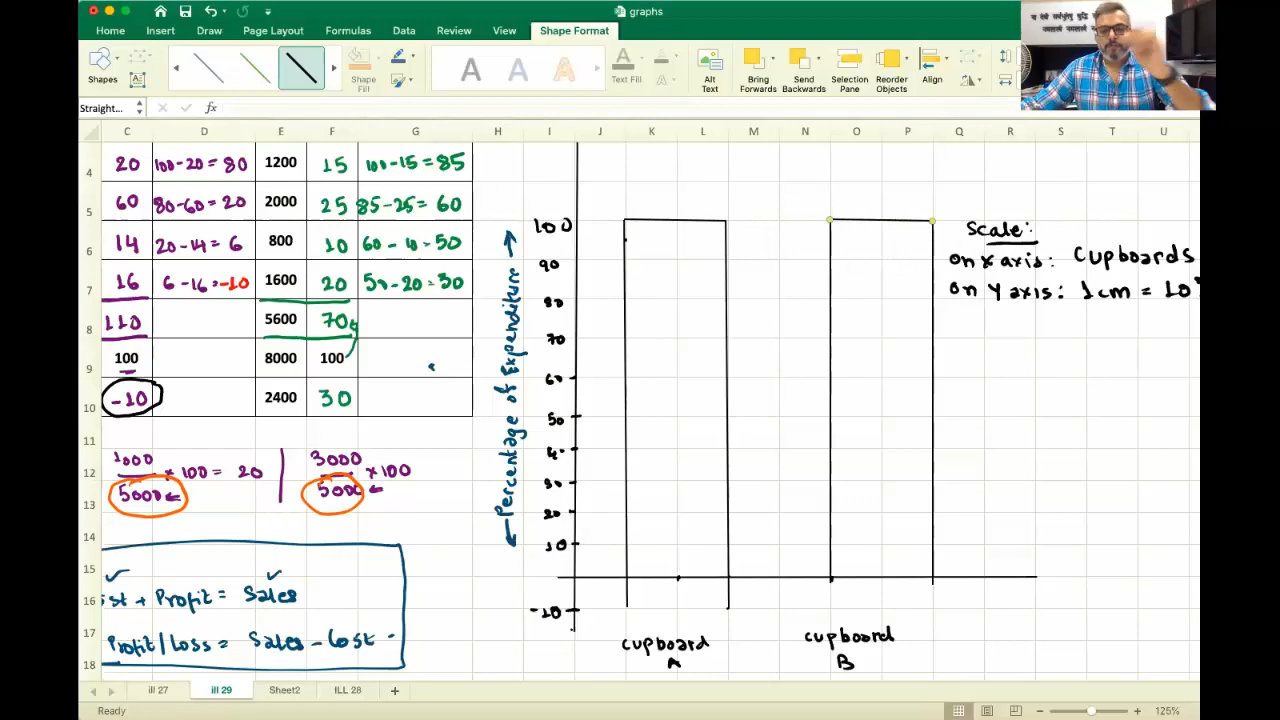 graphs
Home Insert Draw Page Layout Formulas Data Review View Shape Format
Shapes
Shape Fill
Text Fill
Alt Text
Bring Forwards
Send Backwards
Selection Pane
Reorder Objects
Align
Straight...
fx
C D E F G H I J K L M N O P Q R S T U
4 20 100-20 = 80 1200 15 100-15 = 85
5 60 80-60 = 20 2000 25 85-25 = 60
6 14 20-14 = 6 800 10 60-10=50
7 16 6-16 = -10 1600 20 50-20=30
8 110 5600 70
9 100 8000 100
10 -10 2400 30
11
12
13
14
15
16
17
18
1000/5000 × 100 = 20
3000/5000 × 100
ost + Profit = Sales
Profit/Loss = Sales - Cost -
Percentage of Expenditure
100
90
80
70
60
50
40
30
20
10
-10
cupboard A
cupboard B
Scale:
on x axis: Cupboards
on Y axis: 1cm = 10
ill 27 ill 29 Sheet2 ILL 28 +
Ready
125%